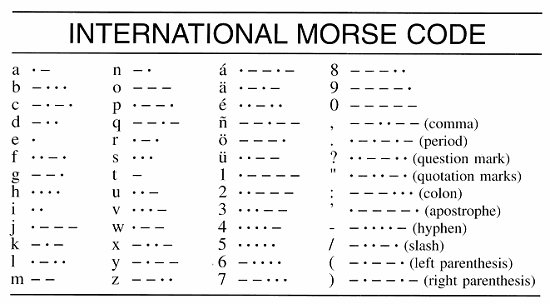 INTERNATIONAL MORSE CODE
a · – n – · á · – – · – 8 – – – · ·
b – · · · o – – – ä · – · – 9 – – – – ·
c – · – · p · – – · é · · – · · 0 – – – – –
d – · · q – – · – ñ – – · – – , – – · · – – (comma)
e · r · – · ö – – – · . · – · – · – (period)
f · · – · s · · · ü · · – – ? · · – – · · (question mark)
g – – · t – 1 · – – – – " · – · · – · (quotation marks)
h · · · · u · · – 2 · · – – – : – – – · · · (colon)
i · · v · · · – 3 · · · – – ' · – – – – · (apostrophe)
j · – – – w · – – 4 · · · · – - – · · · · – (hyphen)
k – · – x – · · – 5 · · · · · / – · · – · (slash)
l · – · · y – · – – 6 – · · · · ( – · – – · – (left parenthesis)
m – – z – – · · 7 – – · · · ) – · – – · – (right parenthesis)